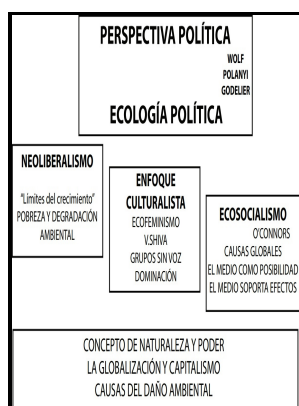 PERSPECTIVA POLÍTICA
WOLF
POLANYI
GODELIER
ECOLOGÍA POLÍTICA
NEOLIBERALISMO
"Límites del crecimiento"
POBREZA Y DEGRADACIÓN
AMBIENTAL
ENFOQUE
CULTURALISTA
ECOFEMINISMO
V.SHIVA
GRUPOS SIN VOZ
DOMINACIÓN
ECOSOCIALISMO
O'CONNORS
CAUSAS GLOBALES
EL MEDIO COMO POSIBILIDAD
EL MEDIO SOPORTA EFECTOS
CONCEPTO DE NATURALEZA Y PODER
LA GLOBALIZACIÓN Y CAPITALISMO
CAUSAS DEL DAÑO AMBIENTAL